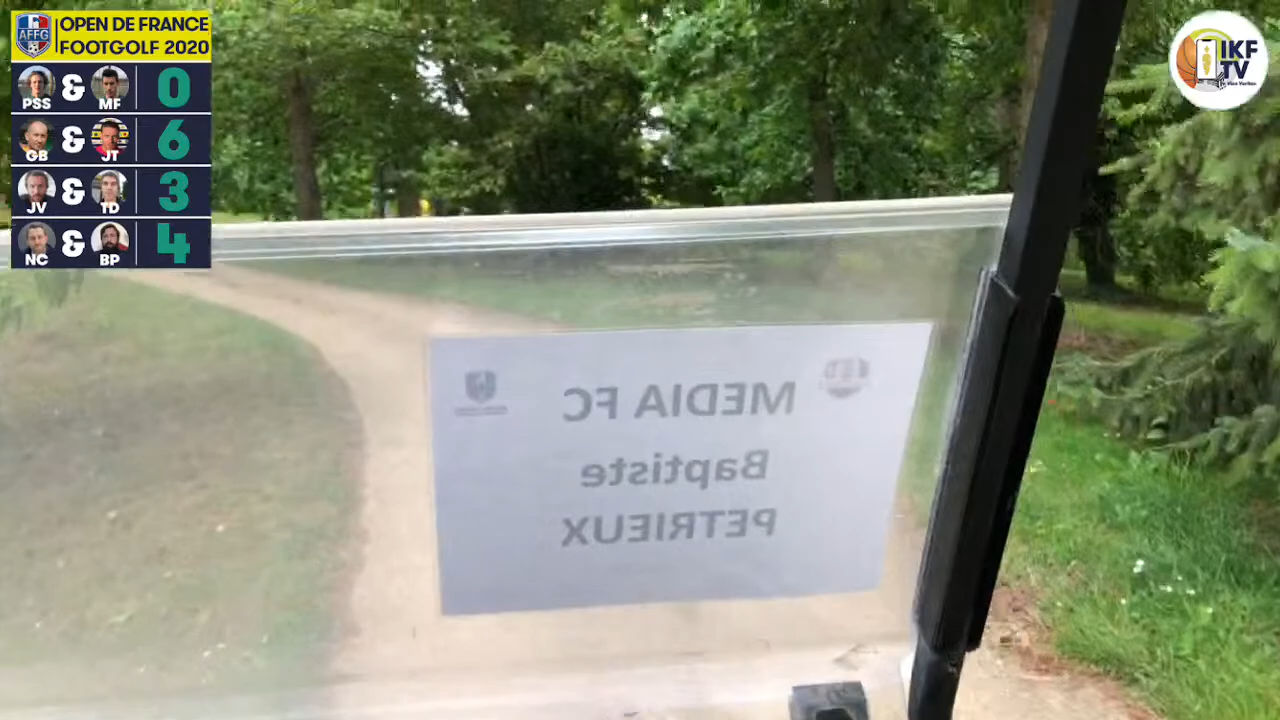 AFFG
OPEN DE FRANCE
FOOTGOLF 2020
PSS & MF 0
GB & JT 6
JV & TD 3
NC & BP 4
IKF
TV
MEDIA FC
Baptiste
PETRIEUX